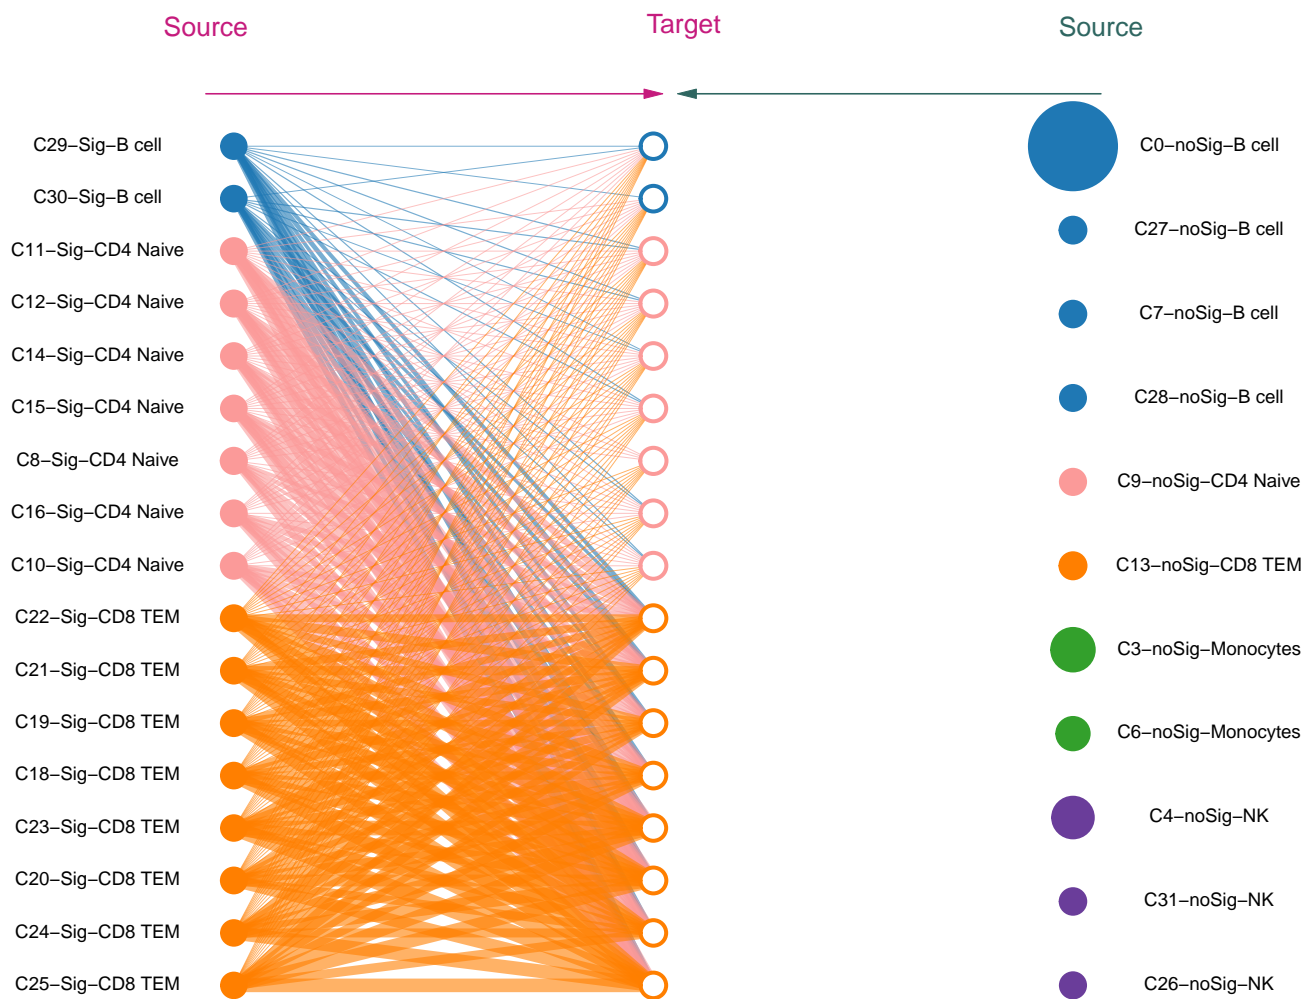 Source
Target
Source
C29−Sig−B cell
C30−Sig−B cell
C11−Sig−CD4 Naive
C12−Sig−CD4 Naive
C14−Sig−CD4 Naive
C15−Sig−CD4 Naive
C8−Sig−CD4 Naive
C16−Sig−CD4 Naive
C10−Sig−CD4 Naive
C22−Sig−CD8 TEM
C21−Sig−CD8 TEM
C19−Sig−CD8 TEM
C18−Sig−CD8 TEM
C23−Sig−CD8 TEM
C20−Sig−CD8 TEM
C24−Sig−CD8 TEM
C25−Sig−CD8 TEM
C0−noSig−B cell
C27−noSig−B cell
C7−noSig−B cell
C28−noSig−B cell
C9−noSig−CD4 Naive
C13−noSig−CD8 TEM
C3−noSig−Monocytes
C6−noSig−Monocytes
C4−noSig−NK
C31−noSig−NK
C26−noSig−NK